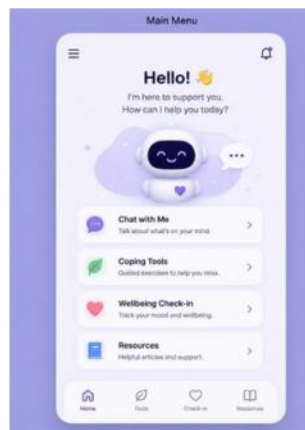 Main Menu
Hello! 👋
I'm here to support you.
How can I help you today?
Chat with Me
Talk about what's on your mind.
Coping Tools
Guided exercises to help you relax.
Wellbeing Check-in
Track your mood and wellbeing.
Resources
Helpful articles and support.
Home
Tools
Check-in
Resources